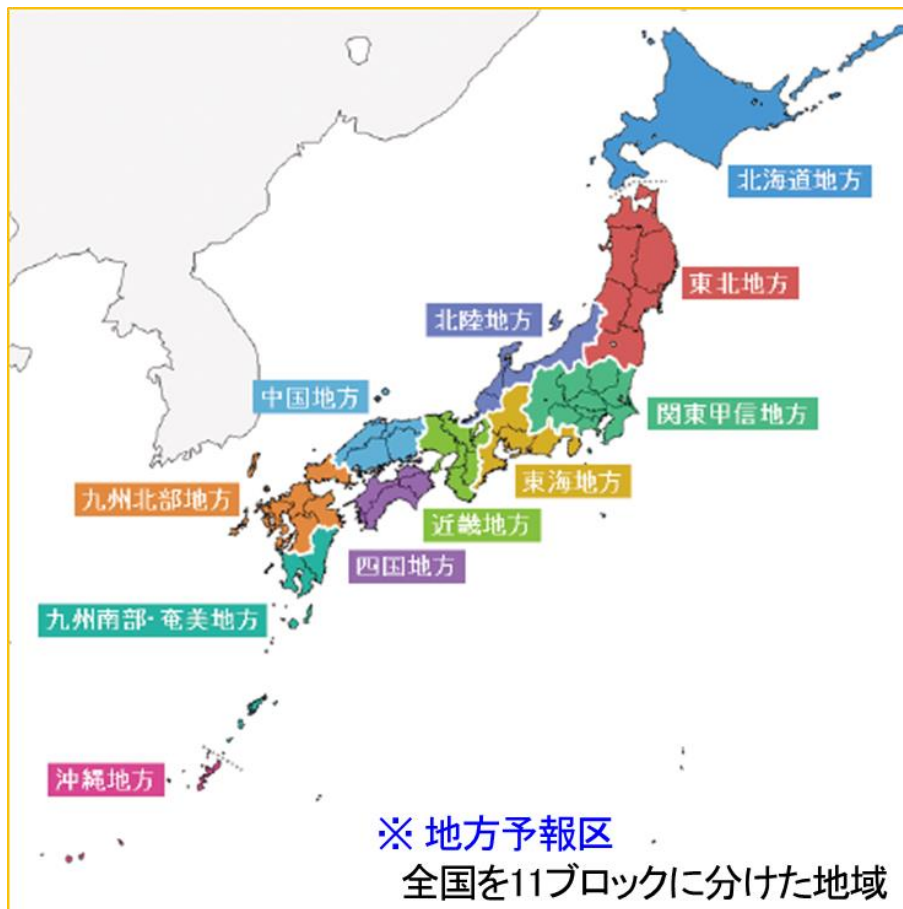 北海道地方
東北地方
北陸地方
中国地方
関東甲信地方
東海地方
九州北部地方
近畿地方
四国地方
九州南部・奄美地方
沖縄地方
※ 地方予報区
全国を11ブロックに分けた地域